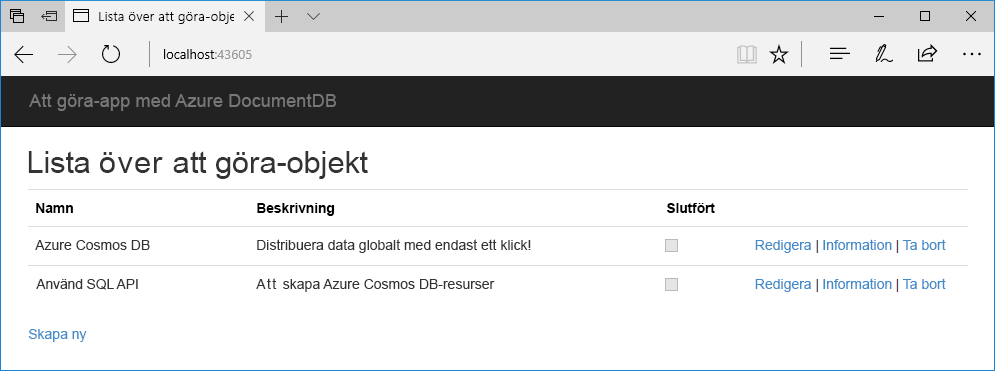 Lista över att göra-obje
localhost:43605
Att göra-app med Azure DocumentDB
Lista över att göra-objekt
Namn Beskrivning Slutfört
Azure Cosmos DB Distribuera data globalt med endast ett klick! Redigera | Information | Ta bort
Använd SQL API Att skapa Azure Cosmos DB-resurser Redigera | Information | Ta bort
Skapa ny